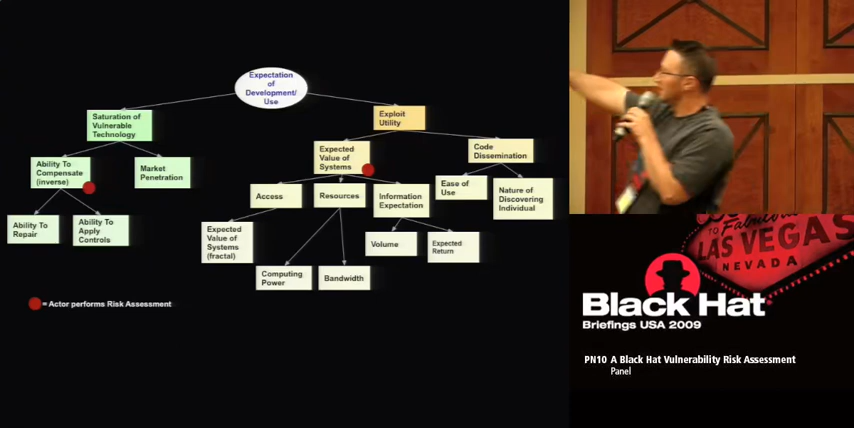 Expectation
of
Development/
Use
Saturation of
Vulnerable
Technology
Exploit
Utility
Ability To
Compensate
(inverse)
Market
Penetration
Expected
Value of
Systems
Code
Dissemination
Ability To
Repair
Ability To
Apply
Controls
Access
Resources
Information
Expectation
Ease of
Use
Nature of
Discovering
Individual
Expected
Value of
Systems
(fractal)
Volume
Expected
Return
Computing
Power
Bandwidth
= Actor performs Risk Assessment
TO Fabulous
LAS VEGAS
NEVADA
Black Hat
Briefings USA 2009
PN10 A Black Hat Vulnerability Risk Assessment
Panel